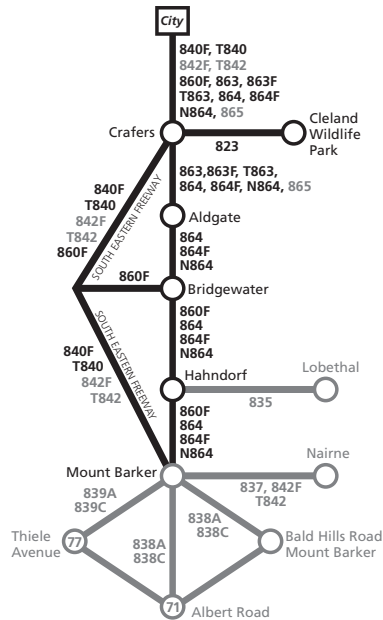 City
840F, T840
842F, T842
860F, 863, 863F
T863, 864, 864F
N864, 865
Crafers
Cleland
Wildlife
Park
823
863,863F, T863,
864, 864F, N864, 865
840F
T840
842F
T842
860F
SOUTH EASTERN FREEWAY
Aldgate
864
864F
N864
860F
Bridgewater
860F
864
864F
N864
SOUTH EASTERN FREEWAY
840F
T840
842F
T842
Hahndorf
Lobethal
835
860F
864
864F
N864
Mount Barker
Nairne
837, 842F
T842
839A
839C
838A
838C
Thiele
Avenue
77
838A
838C
Bald Hills Road
Mount Barker
71
Albert Road